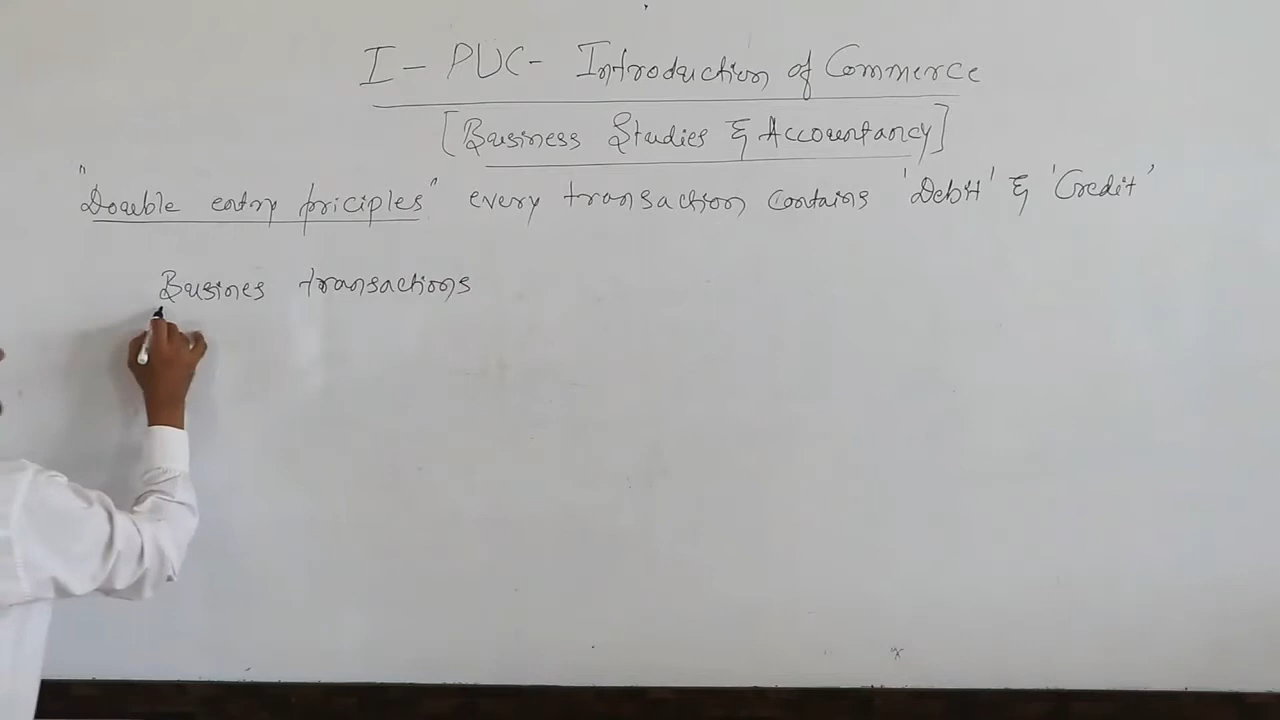 I - PUC - Introduction of Commerce
[Business Studies & Accountancy]
"Double entry priciples" every transaction contains 'Debit' & 'Credit'
Busines transactions